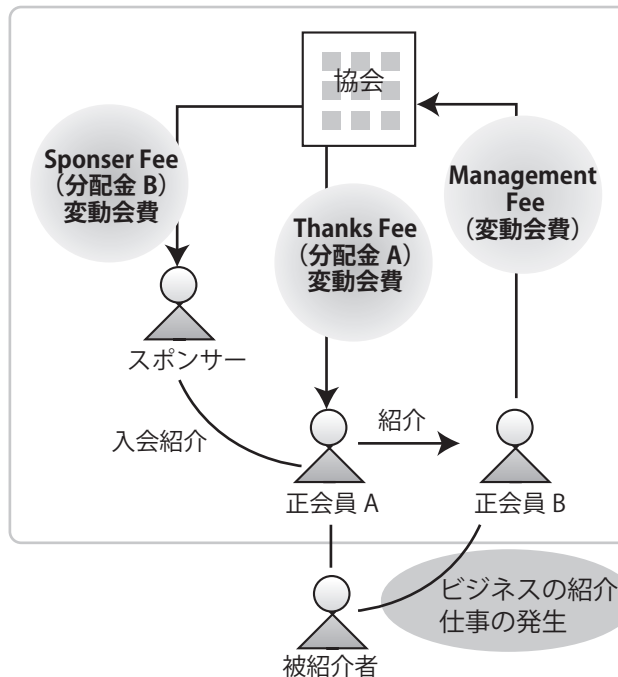 協会
Sponser Fee
（分配金 B）
変動会費
Thanks Fee
（分配金 A）
変動会費
Management
Fee
（変動会費）
スポンサー
入会紹介
紹介
正会員 A
正会員 B
ビジネスの紹介
仕事の発生
被紹介者